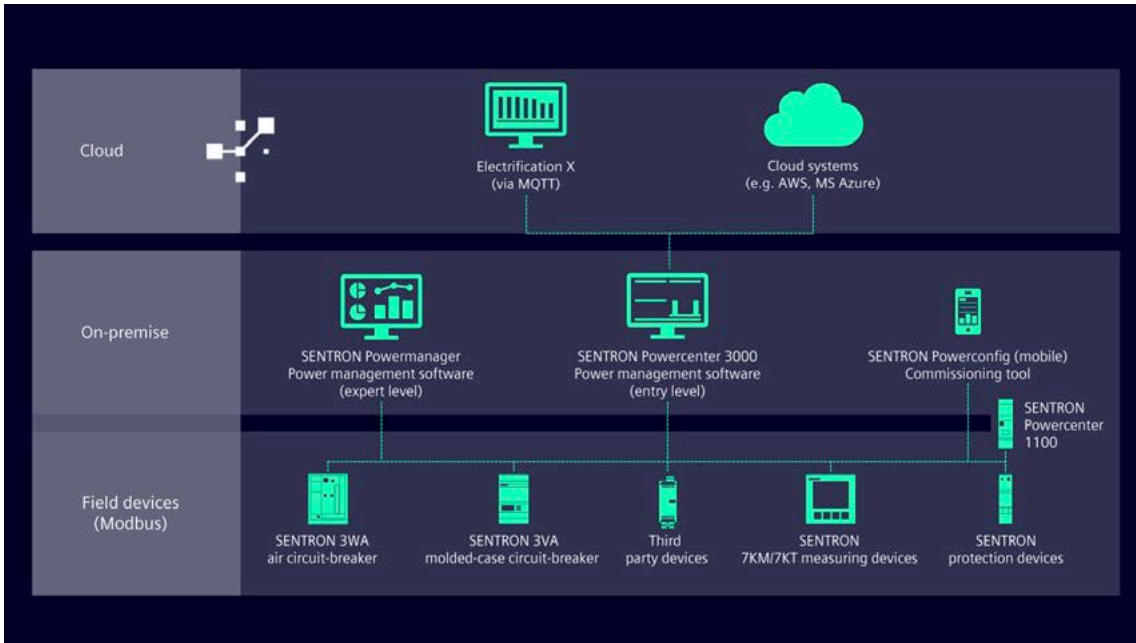 Cloud
Electrification X
(via MQTT)
Cloud systems
(e.g. AWS, MS Azure)
On-premise
SENTRON Powermanager
Power management software
(expert level)
SENTRON Powercenter 3000
Power management software
(entry level)
SENTRON Powerconfig (mobile)
Commissioning tool
SENTRON
Powercenter
1100
Field devices
(Modbus)
SENTRON 3WA
air circuit-breaker
SENTRON 3VA
molded-case circuit-breaker
Third
party devices
SENTRON
7KM/7KT measuring devices
SENTRON
protection devices